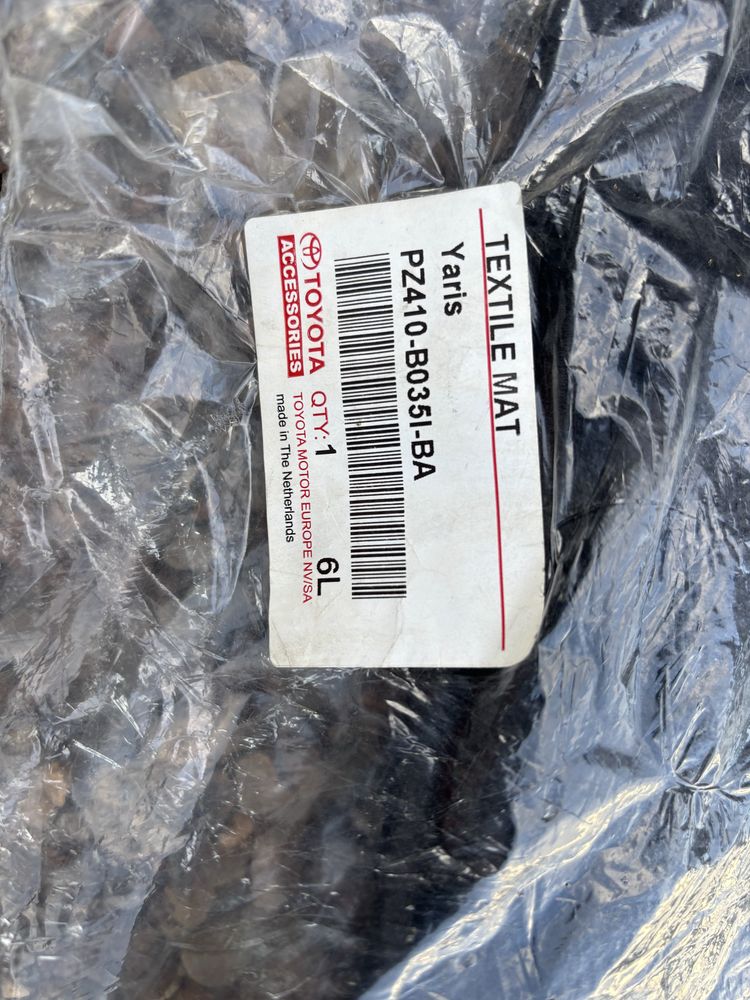 TEXTILE MAT
Yaris
PZ410-B035I-BA
TOYOTA QTY: 1 6L
ACCESSORIES TOYOTA MOTOR EUROPE NV/SA
made in The Netherlands